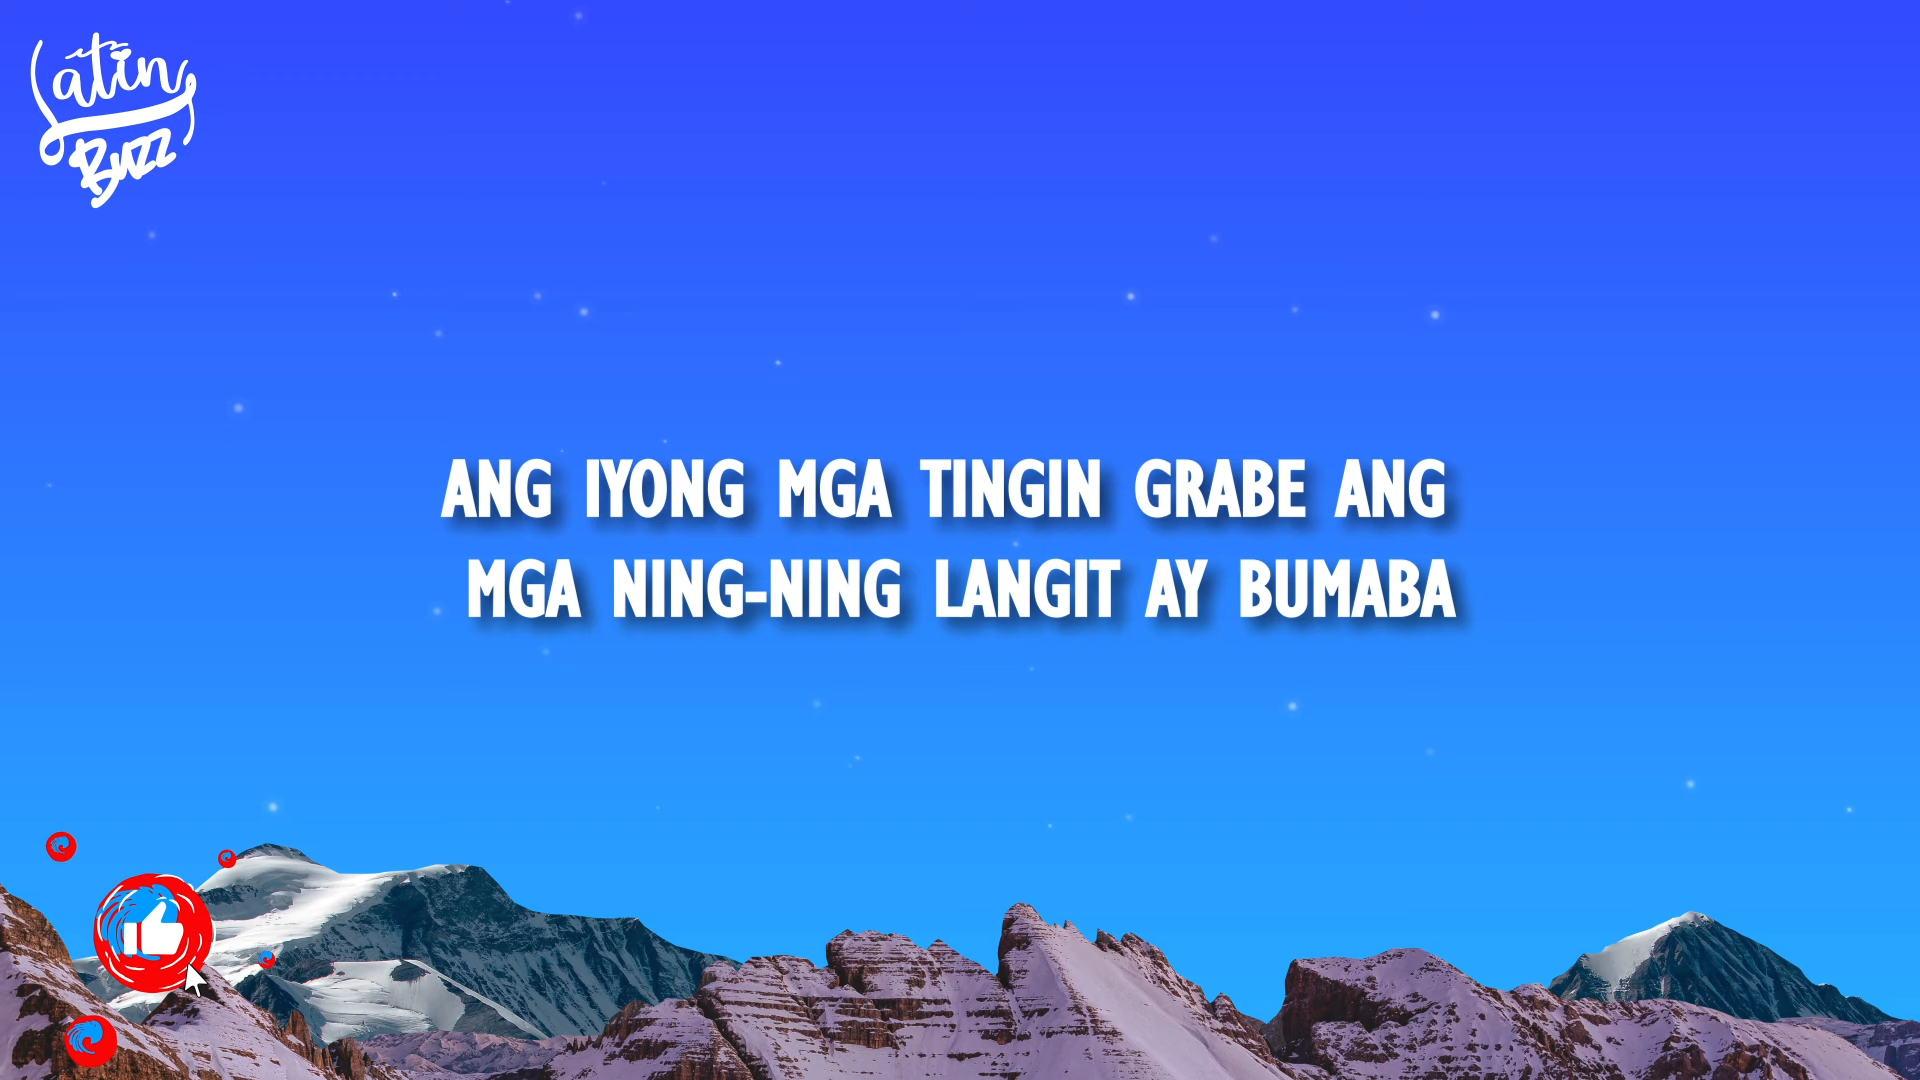 Latin
Buzz
ANG IYONG MGA TINGIN GRABE ANG
MGA NING-NING LANGIT AY BUMABA